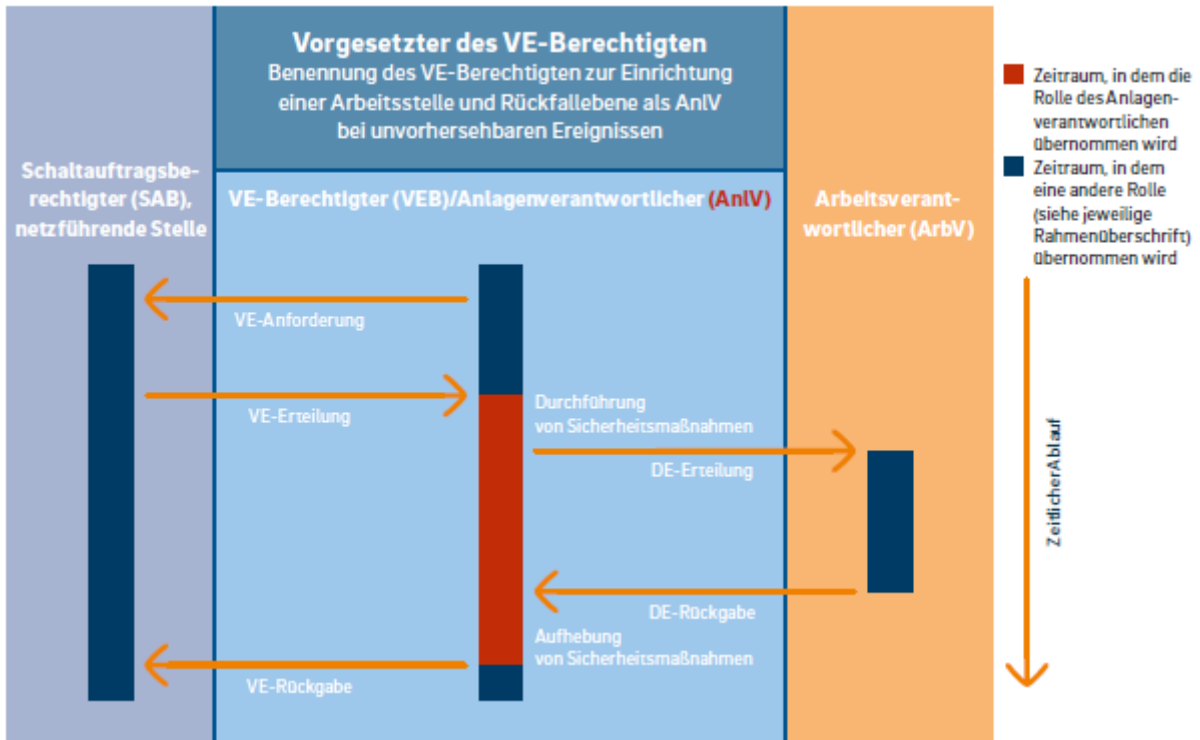 Vorgesetzter des VE-Berechtigten
Benennung des VE-Berechtigten zur Einrichtung
einer Arbeitsstelle und Rückfallebene als AnlV
bei unvorhersehbaren Ereignissen
Schaltauftragsbe-
rechtigter (SAB),
netzführende Stelle
VE-Berechtigter (VEB)/Anlagenverantwortlicher (AnlV)
Arbeitsverant-
wortlicher (ArbV)
Zeitraum, in dem die
Rolle des Anlagen-
verantwortlichen
übernommen wird
Zeitraum, in dem
eine andere Rolle
(siehe jeweilige
Rahmenüberschrift)
übernommen wird
VE-Anforderung
VE-Erteilung
Durchführung
von Sicherheitsmaßnahmen
DE-Erteilung
DE-Rückgabe
Aufhebung
von Sicherheitsmaßnahmen
VE-Rückgabe
Zeitlicher Ablauf